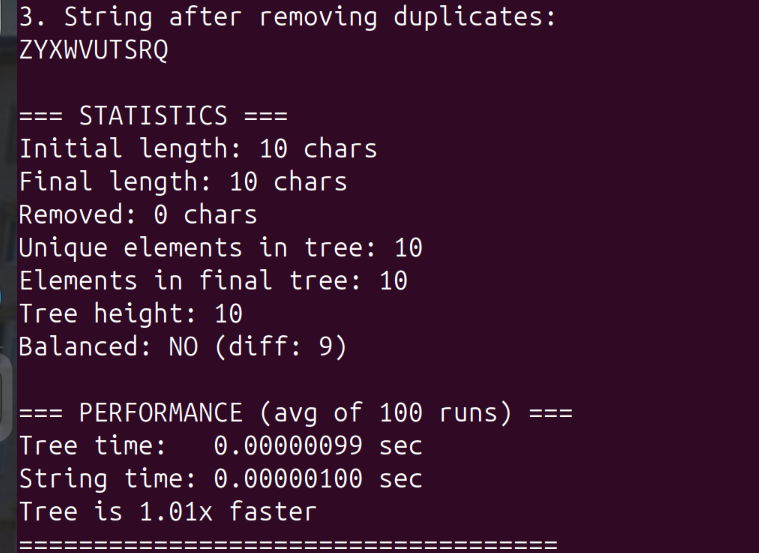 3. String after removing duplicates:
ZYXWVUTSRQ
=== STATISTICS ===
Initial length: 10 chars
Final length: 10 chars
Removed: 0 chars
Unique elements in tree: 10
Elements in final tree: 10
Tree height: 10
Balanced: NO (diff: 9)
=== PERFORMANCE (avg of 100 runs) ===
Tree time:   0.00000099 sec
String time: 0.00000100 sec
Tree is 1.01x faster
====================================